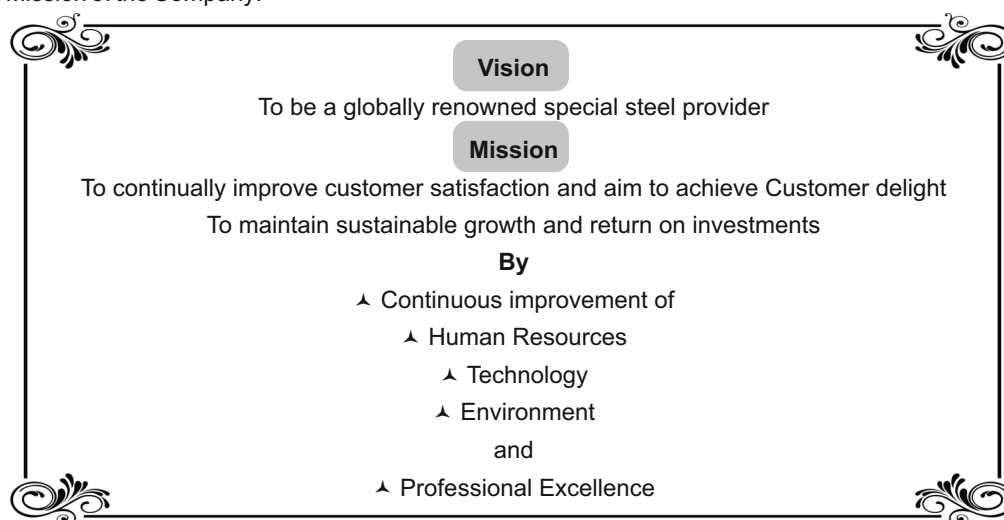 Mission of the Company.
Vision
To be a globally renowned special steel provider
Mission
To continually improve customer satisfaction and aim to achieve Customer delight
To maintain sustainable growth and return on investments
By
Continuous improvement of
Human Resources
Technology
Environment
and
Professional Excellence